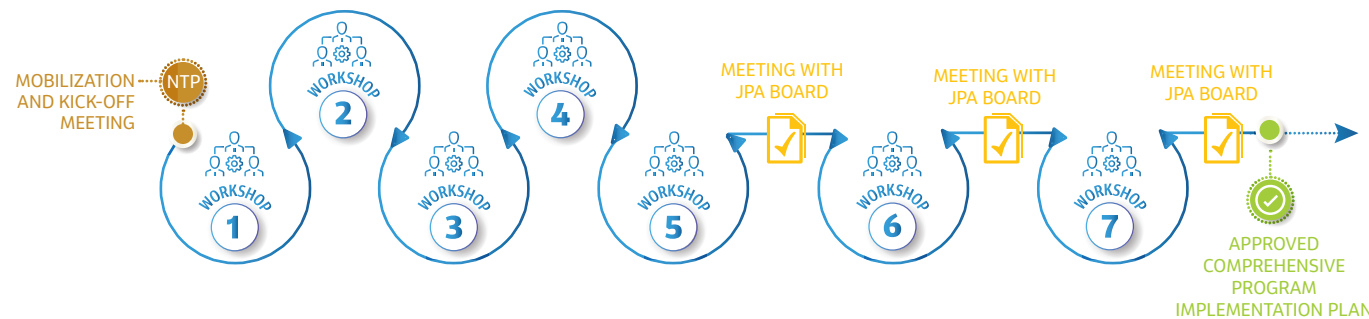 MOBILIZATION
AND KICK-OFF
MEETING
NTP
WORKSHOP
1
WORKSHOP
2
WORKSHOP
3
WORKSHOP
4
WORKSHOP
5
MEETING WITH
JPA BOARD
WORKSHOP
6
MEETING WITH
JPA BOARD
WORKSHOP
7
MEETING WITH
JPA BOARD
APPROVED
COMPREHENSIVE
PROGRAM
IMPLEMENTATION PLAN